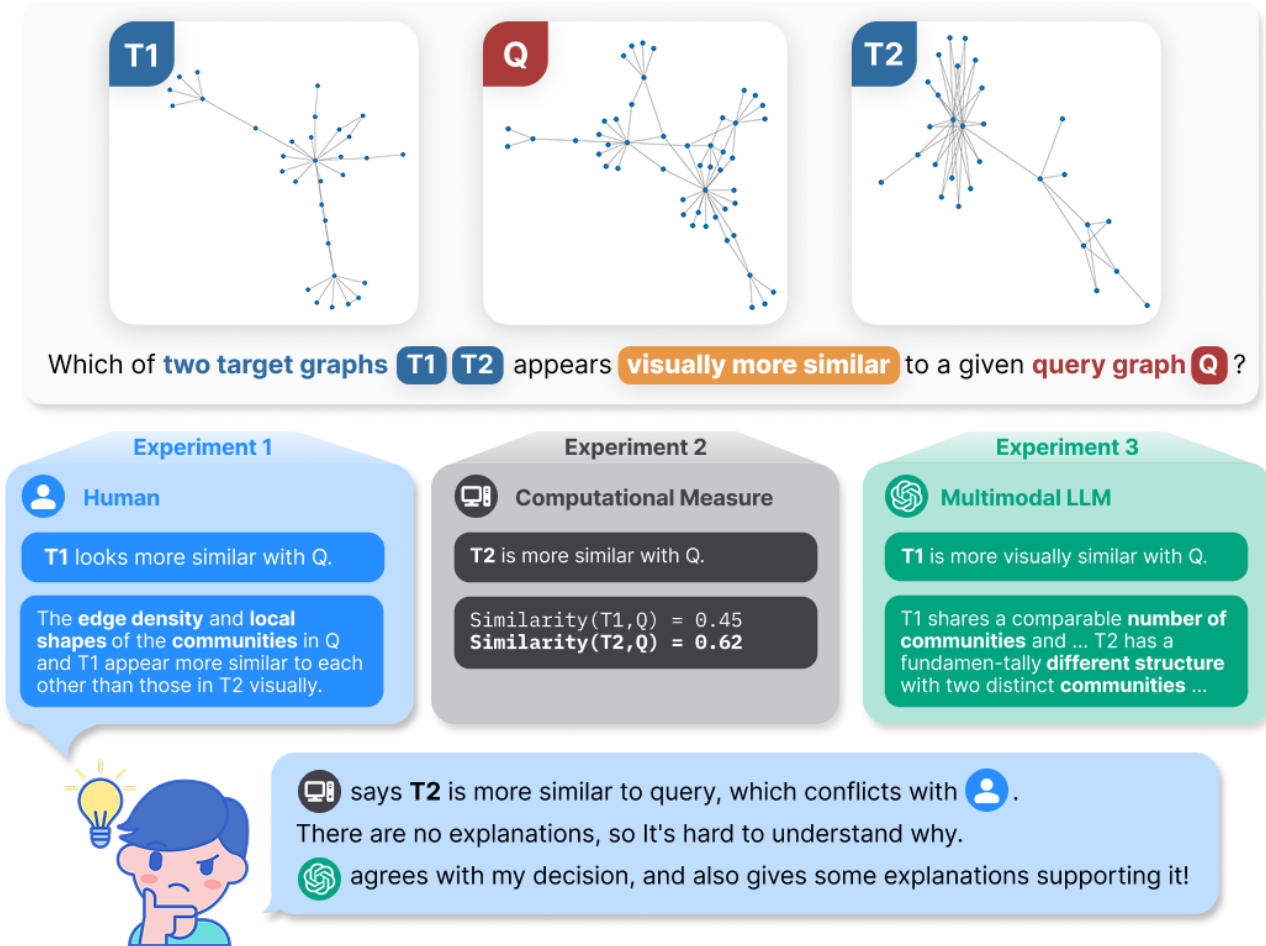 T1
Q
T2
Which of two target graphs T1 T2 appears visually more similar to a given query graph Q ?
Experiment 1
Human
T1 looks more similar with Q.
The edge density and local
shapes of the communities in Q
and T1 appear more similar to each
other than those in T2 visually.
Experiment 2
Computational Measure
T2 is more similar with Q.
Similarity(T1,Q) = 0.45
Similarity(T2,Q) = 0.62
Experiment 3
Multimodal LLM
T1 is more visually similar with Q.
T1 shares a comparable number of
communities and ... T2 has a
fundamen-tally different structure
with two distinct communities ...
says T2 is more similar to query, which conflicts with .
There are no explanations, so It's hard to understand why.
agrees with my decision, and also gives some explanations supporting it!